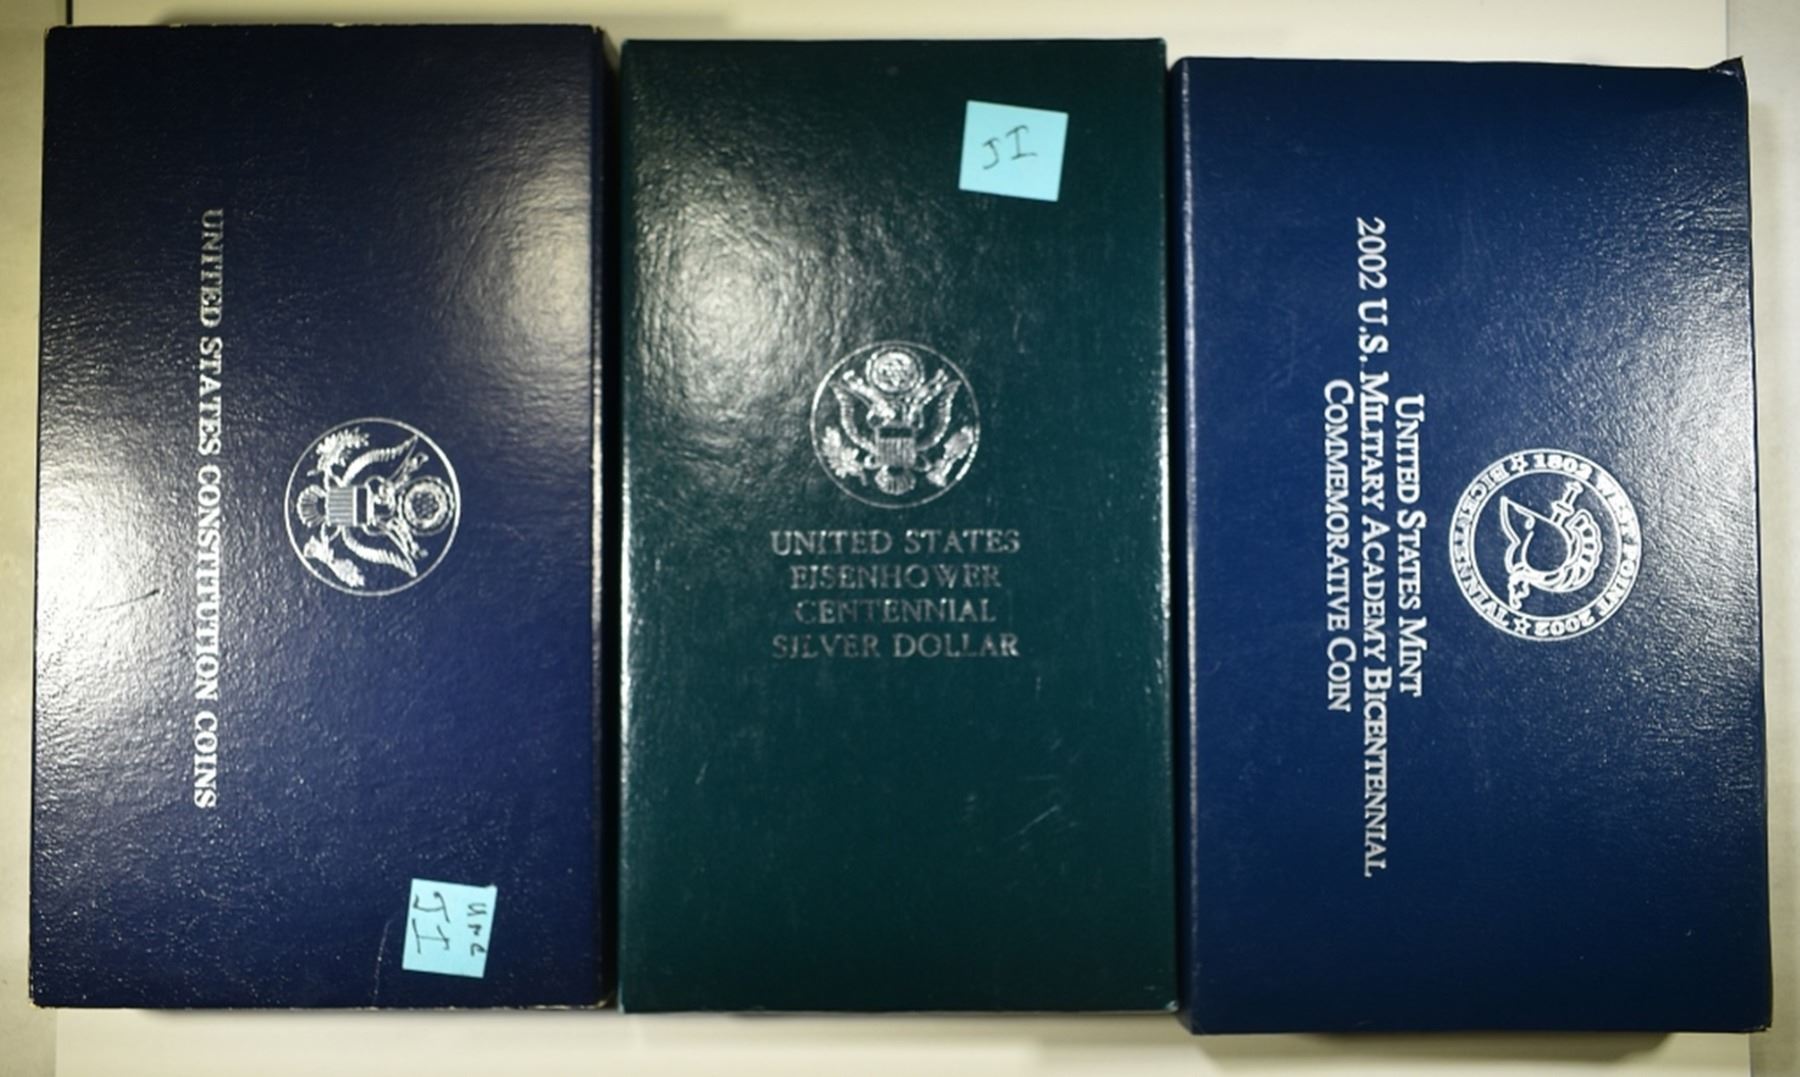 UNITED STATES CONSTITUTION COINS
unc
JI
JI
UNITED STATES
EISENHOWER
CENTENNIAL
SILVER DOLLAR
UNITED STATES MINT
2002 U.S. MILITARY ACADEMY BICENTENNIAL
COMMEMORATIVE COIN
☆ 1802 WEST POINT 2002 ☆
BICENTENNIAL